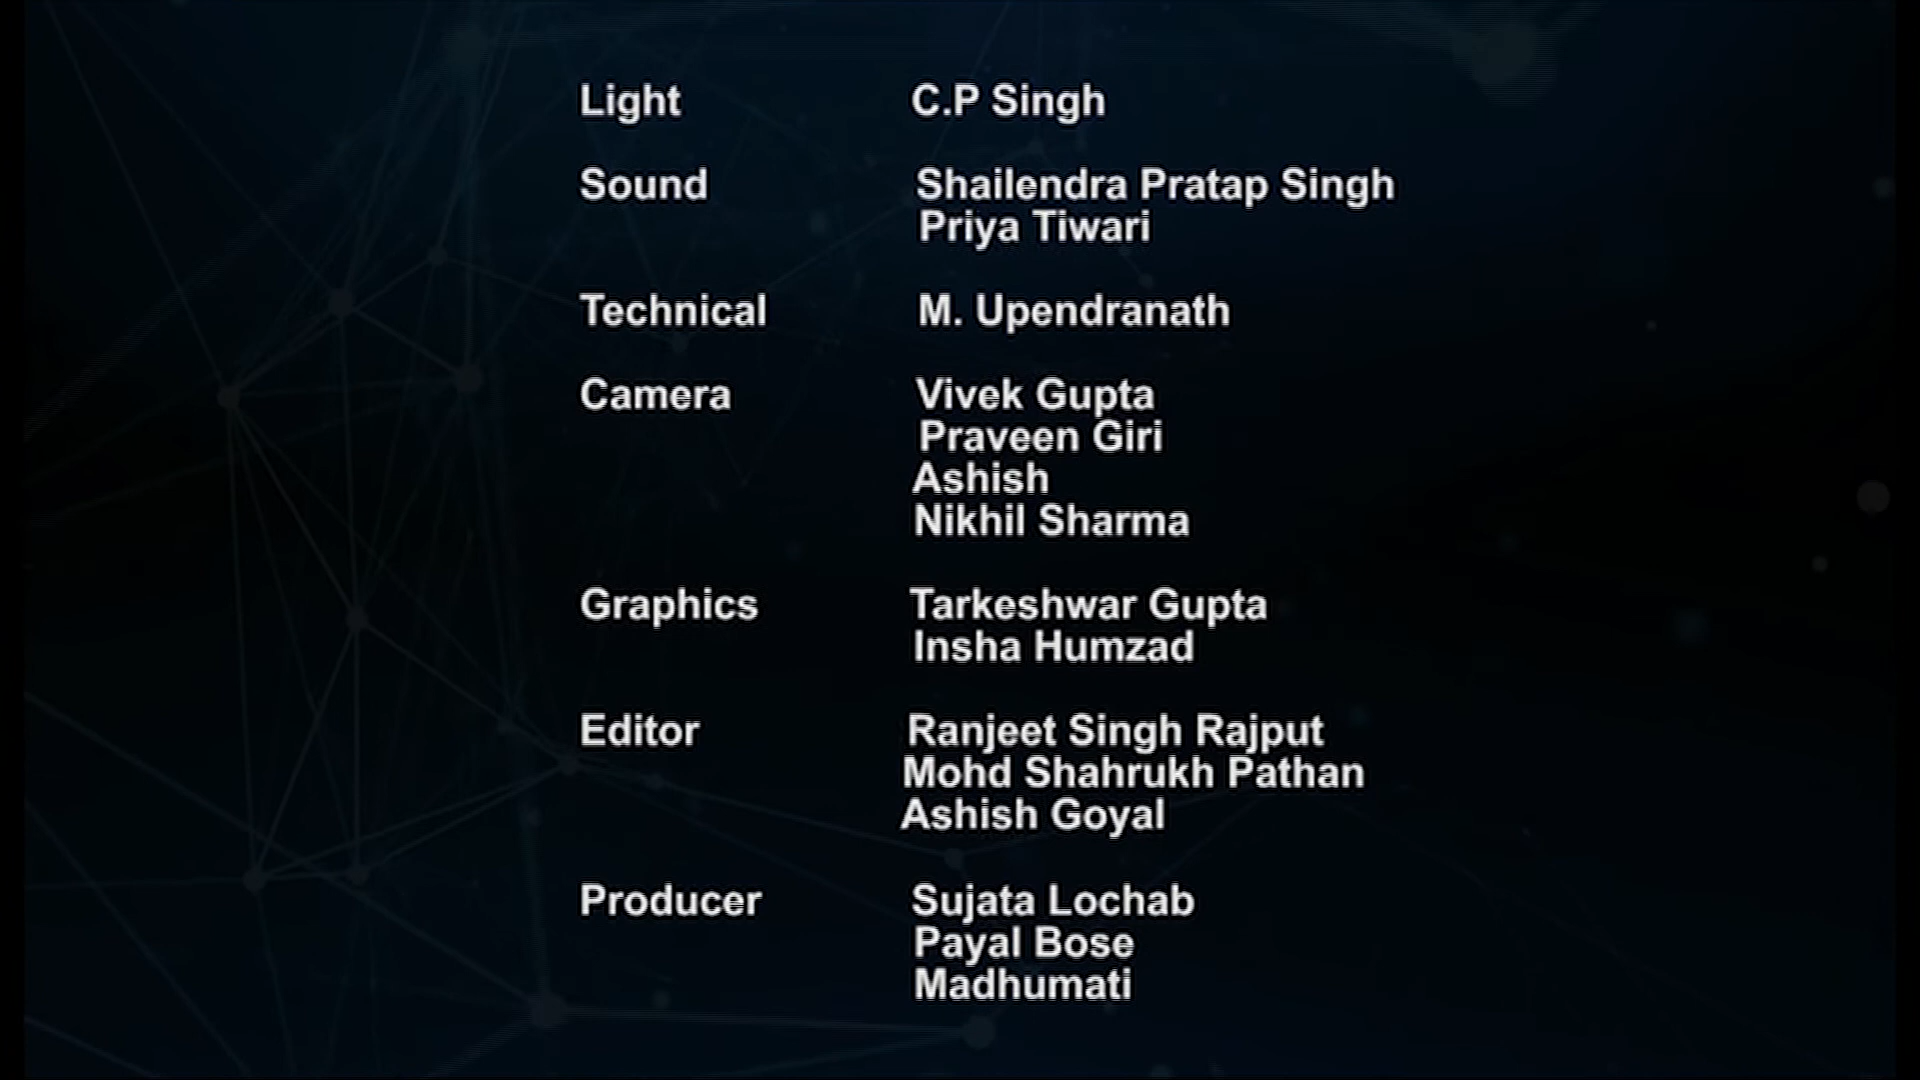 Light C.P Singh
Sound Shailendra Pratap Singh
Priya Tiwari
Technical M. Upendranath
Camera Vivek Gupta
Praveen Giri
Ashish
Nikhil Sharma
Graphics Tarkeshwar Gupta
Insha Humzad
Editor Ranjeet Singh Rajput
Mohd Shahrukh Pathan
Ashish Goyal
Producer Sujata Lochab
Payal Bose
Madhumati